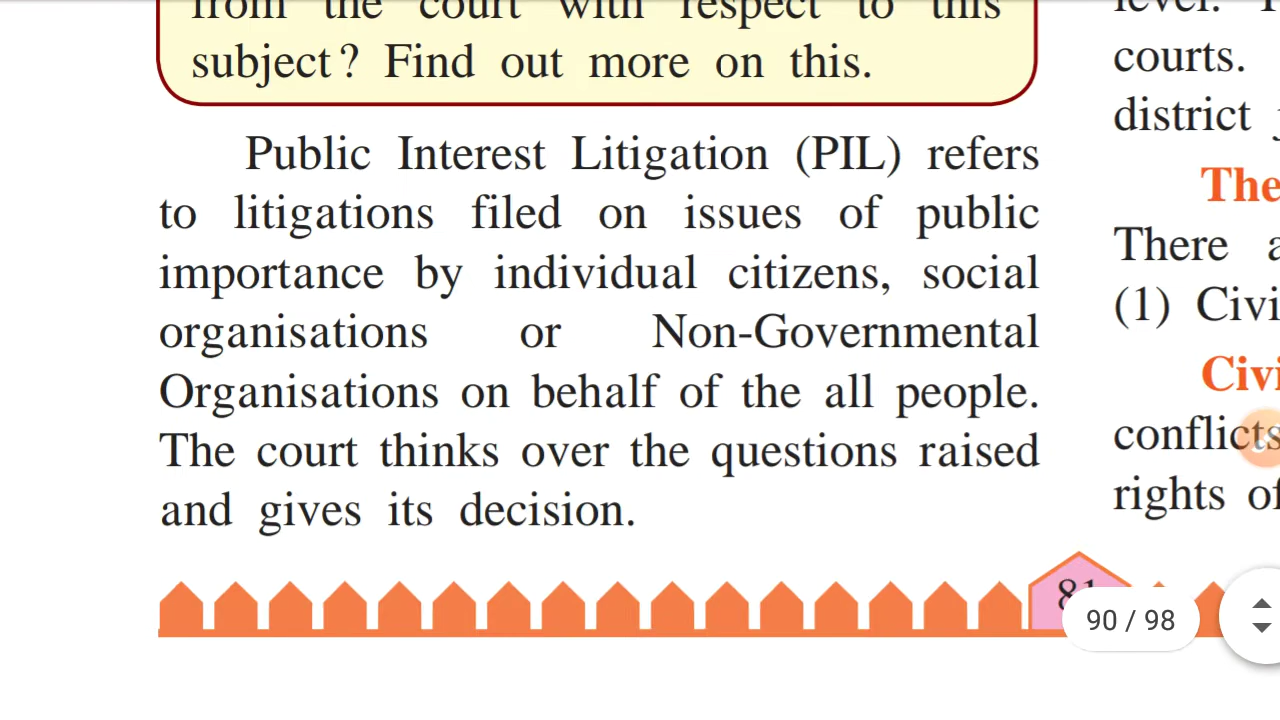 from the court with respect to this
subject? Find out more on this.
Public Interest Litigation (PIL) refers
to litigations filed on issues of public
importance by individual citizens, social
organisations or Non-Governmental
Organisations on behalf of the all people.
The court thinks over the questions raised
and gives its decision.
level.
courts.
district
The
There
(1) Civi
Civi
conflicts
rights of
81
90 / 98